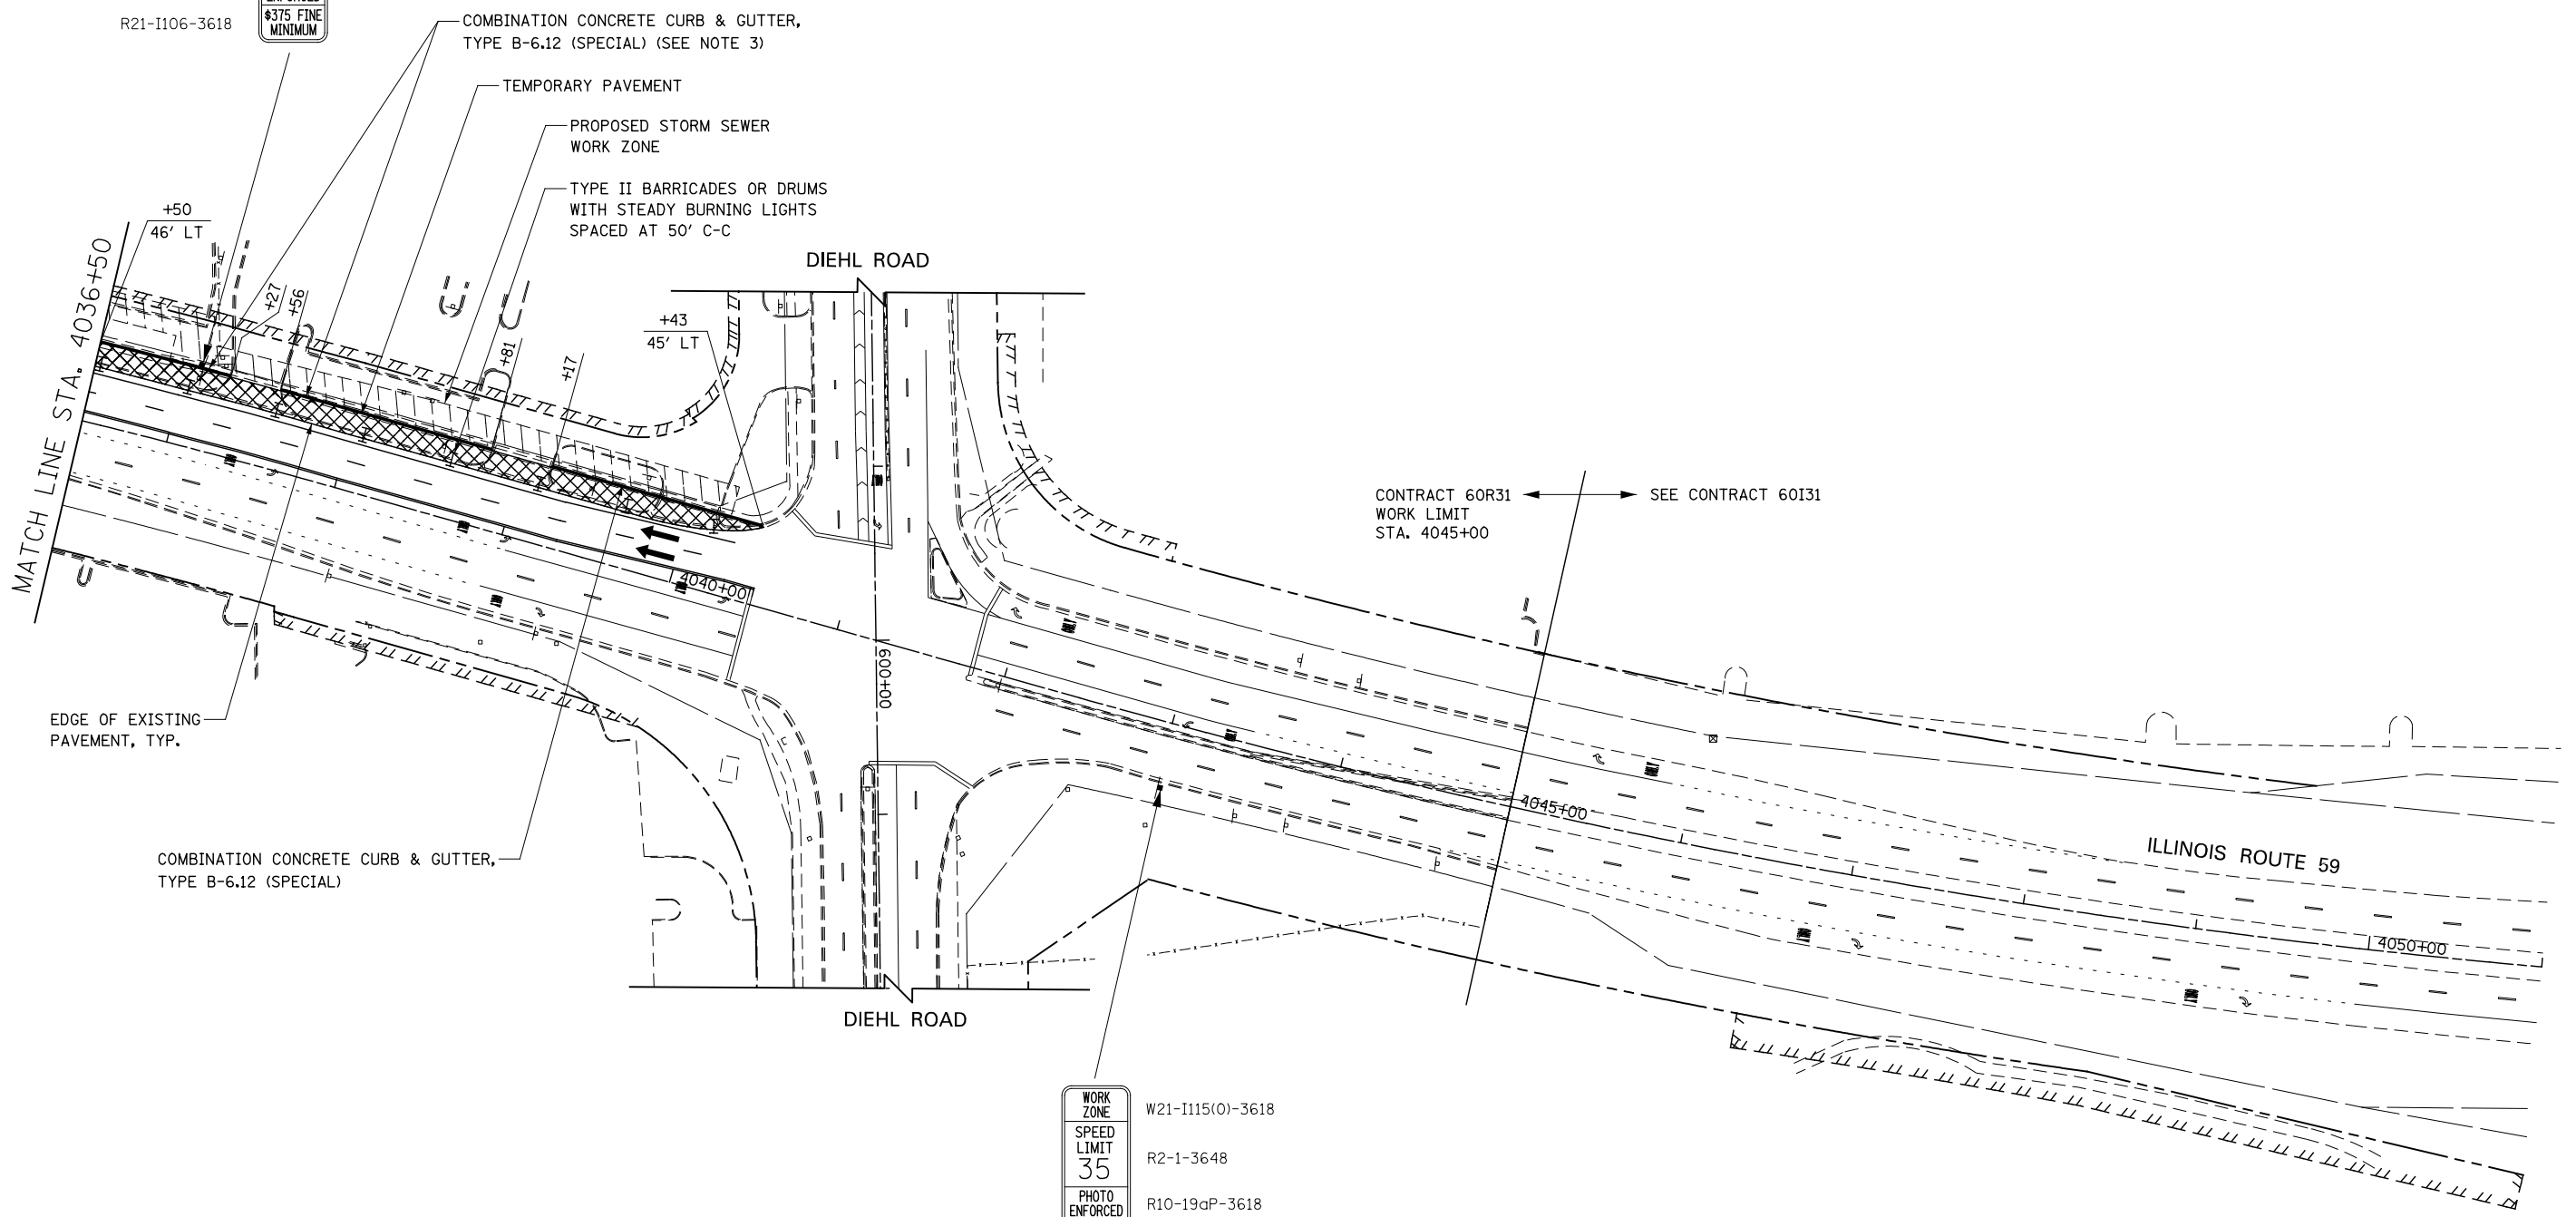 R21-I106-3618
$375 FINE
MINIMUM
COMBINATION CONCRETE CURB & GUTTER,
TYPE B-6.12 (SPECIAL) (SEE NOTE 3)
TEMPORARY PAVEMENT
PROPOSED STORM SEWER
WORK ZONE
TYPE II BARRICADES OR DRUMS
WITH STEADY BURNING LIGHTS
SPACED AT 50' C-C
+50
46' LT
MATCH LINE STA. 4036+50
+27
+56
+81
+17
+43
45' LT
DIEHL ROAD
4040+00
609+00
CONTRACT 60R31
WORK LIMIT
STA. 4045+00
SEE CONTRACT 60I31
EDGE OF EXISTING
PAVEMENT, TYP.
COMBINATION CONCRETE CURB & GUTTER,
TYPE B-6.12 (SPECIAL)
4045+00
ILLINOIS ROUTE 59
4050+00
DIEHL ROAD
WORK
ZONE
W21-I115(0)-3618
SPEED
LIMIT
35
R2-1-3648
PHOTO
ENFORCED
R10-19aP-3618